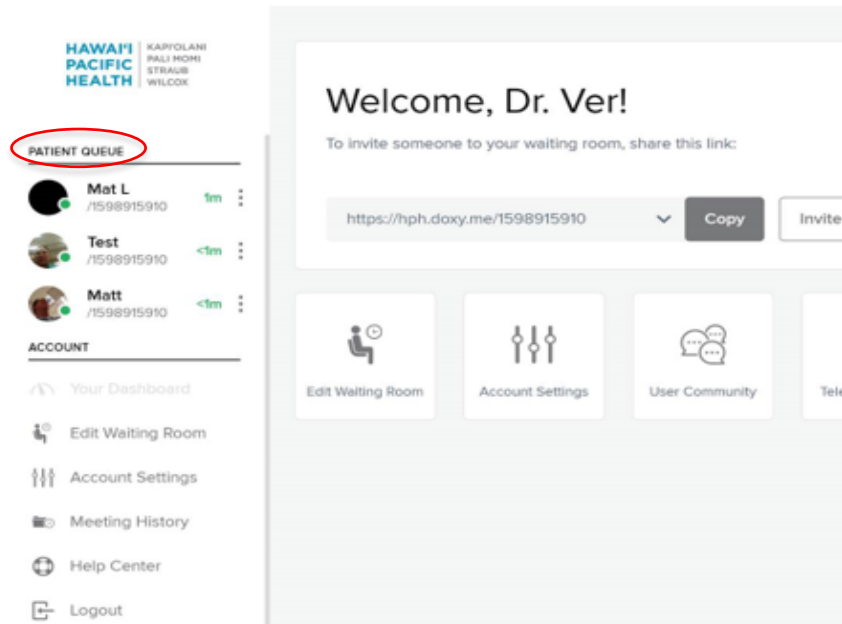 HAWAI'I
PACIFIC
HEALTH
KAPI'OLANI
PALI MOMI
STRAUB
WILCOX
PATIENT QUEUE
Mat L
/1598915910
1m
Test
/1598915910
<1m
Matt
/1598915910
<1m
ACCOUNT
Your Dashboard
Edit Waiting Room
Account Settings
Meeting History
Help Center
Logout
Welcome, Dr. Ver!
To invite someone to your waiting room, share this link:
https://hph.doxy.me/1598915910
Copy
Invite
Edit Waiting Room
Account Settings
User Community
Tele